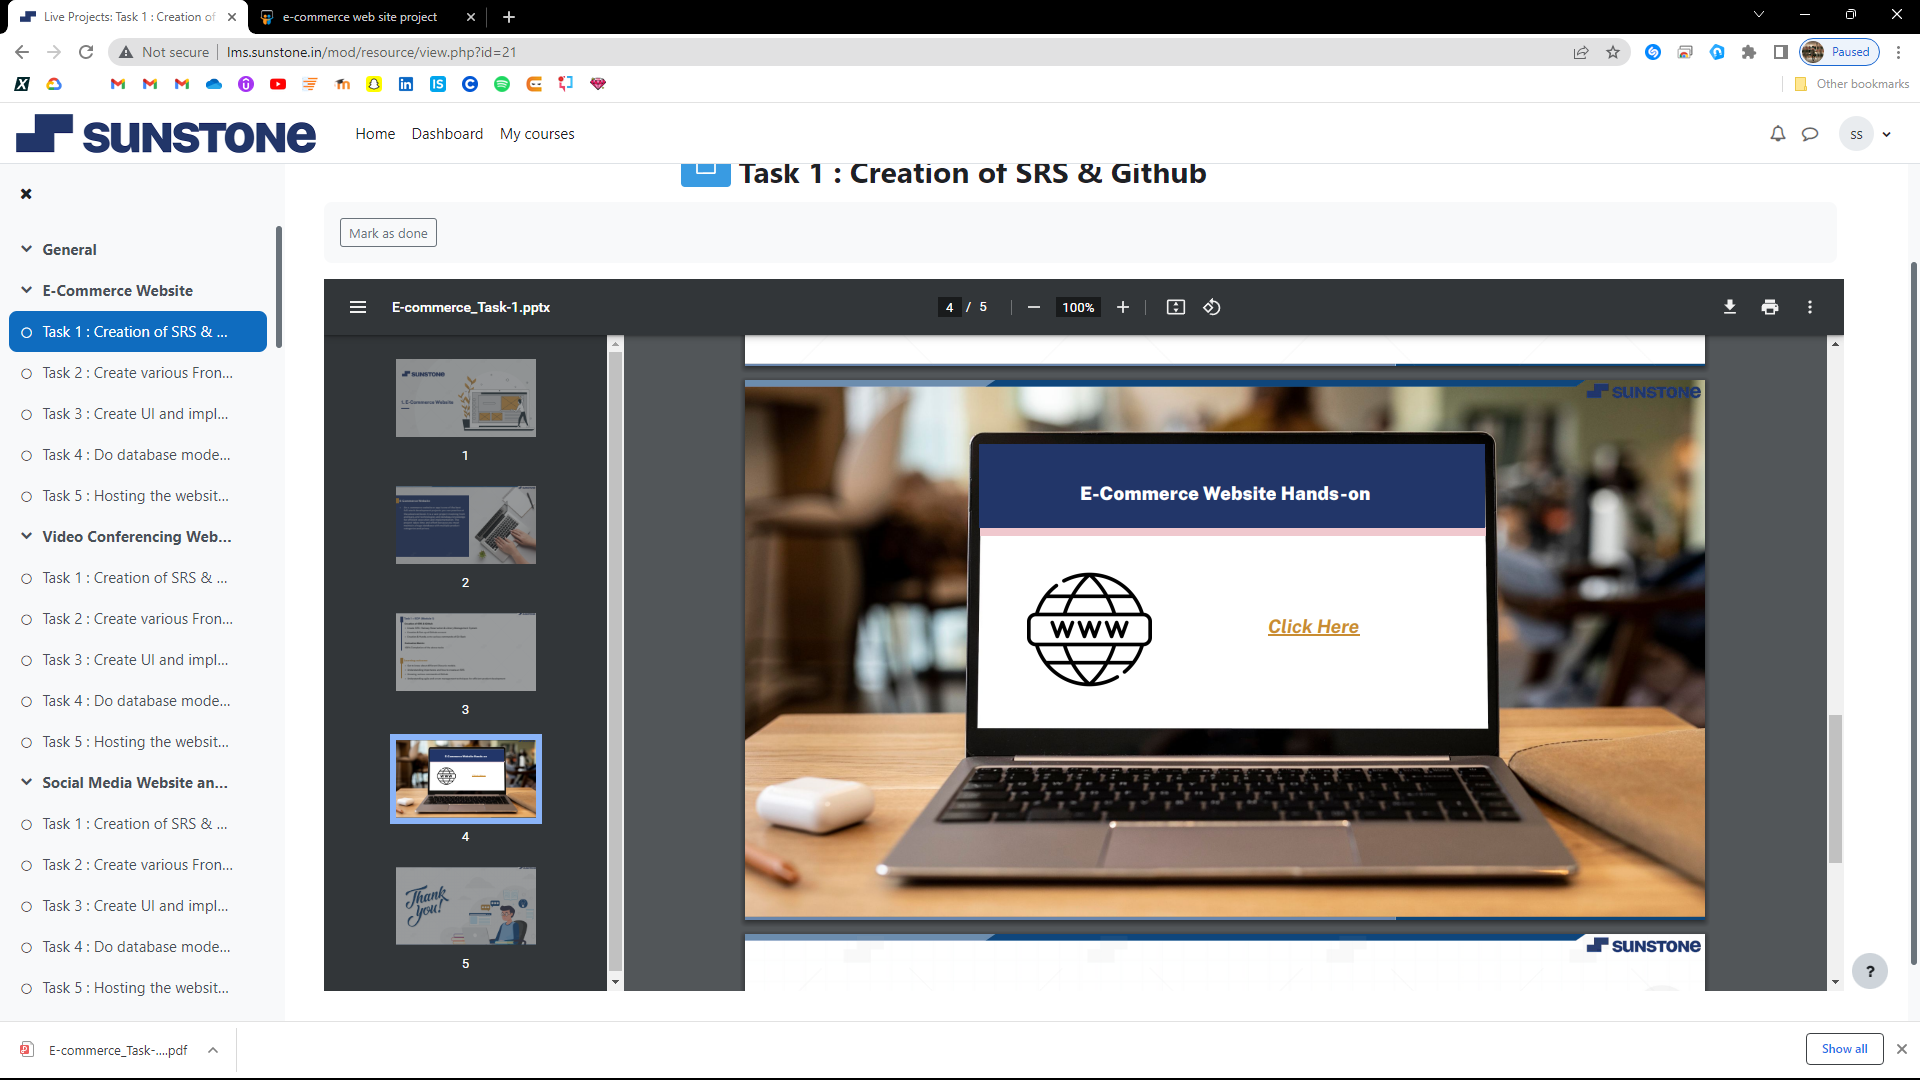 Live Projects: Task 1 : Creation of
e-commerce web site project
Not secure
lms.sunstone.in/mod/resource/view.php?id=21
Paused
Other bookmarks
SUNSTONE
Home
Dashboard
My courses
SS
Task 1 : Creation of SRS & Github
Mark as done
General
E-Commerce Website
Task 1 : Creation of SRS & ...
Task 2 : Create various Fron...
Task 3 : Create UI and impl...
Task 4 : Do database mode...
Task 5 : Hosting the websit...
Video Conferencing Web...
Task 1 : Creation of SRS & ...
Task 2 : Create various Fron...
Task 3 : Create UI and impl...
Task 4 : Do database mode...
Task 5 : Hosting the websit...
Social Media Website an...
Task 1 : Creation of SRS & ...
Task 2 : Create various Fron...
Task 3 : Create UI and impl...
Task 4 : Do database mode...
Task 5 : Hosting the websit...
E-commerce_Task-1.pptx
4 / 5
100%
SUNSTONE
1
2
3
4
Thank you!
5
SUNSTONE
E-Commerce Website Hands-on
WWW
Click Here
SUNSTONE
?
E-commerce_Task-....pdf
Show all